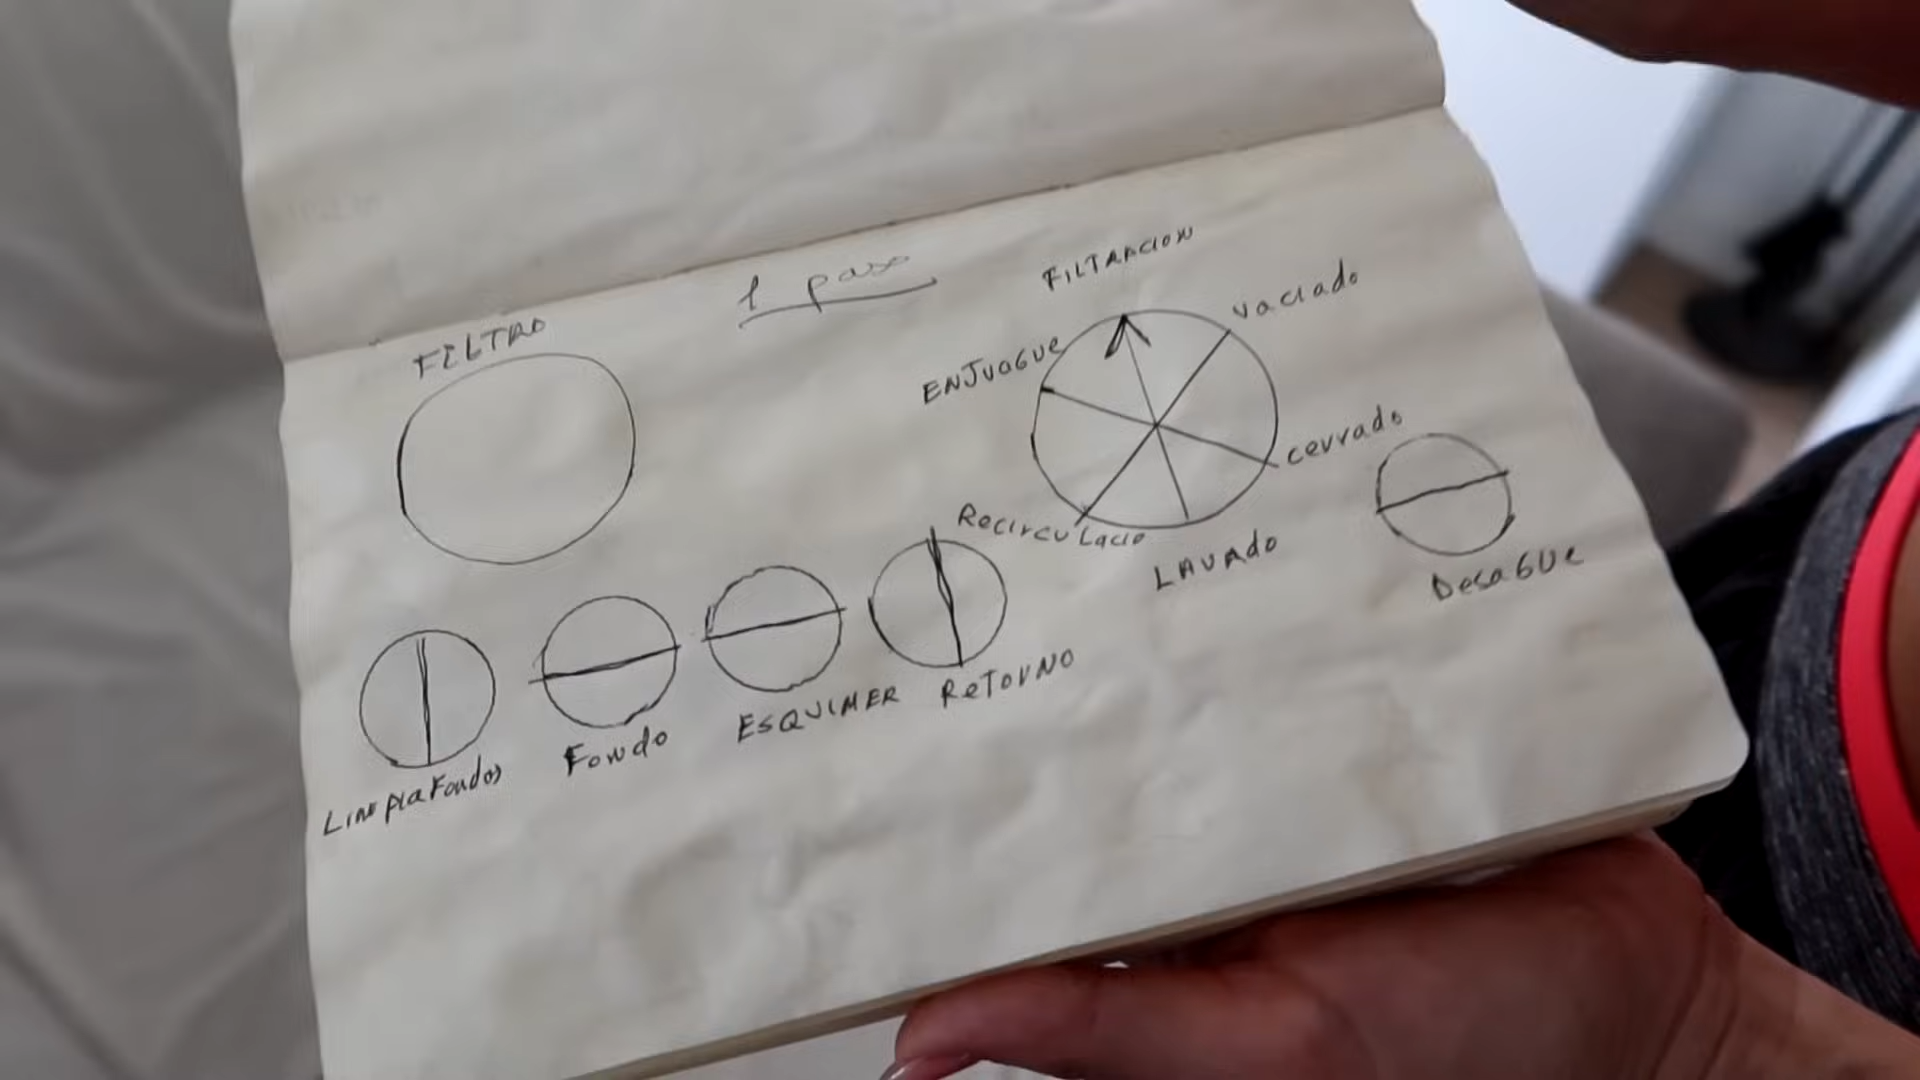 1 paso
FILTRO
FILTRACION
vaciado
ENJUAGUE
cerrado
Recirculacio
LAVAdo
DesaGUe
LimpiaFondos
Fondo
ESQUIMER
ReTORNO